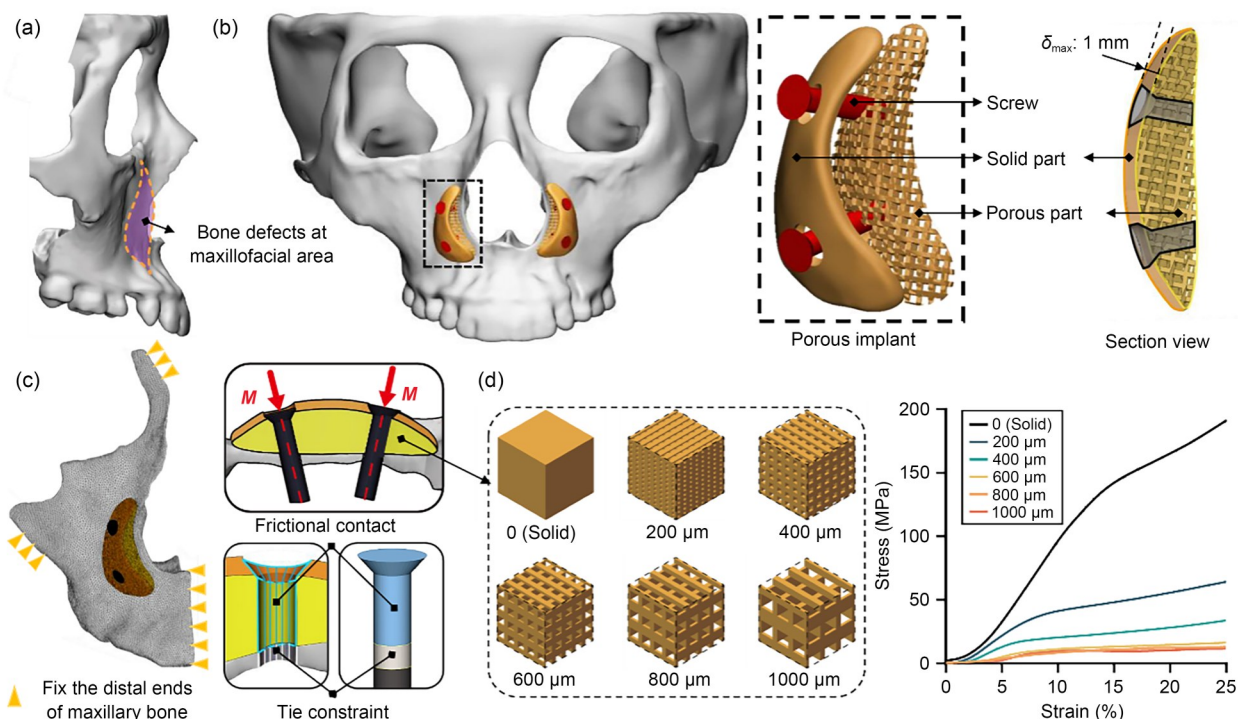 (a)
Bone defects at
maxillofacial area
(b)
Screw
Solid part
Porous part
Porous implant
δmax: 1 mm
Section view
(c)
Fix the distal ends
of maxillary bone
M
M
Frictional contact
Tie constraint
(d)
0 (Solid)
200 μm
400 μm
600 μm
800 μm
1000 μm
Stress (MPa)
200
150
100
50
0
0 (Solid)
200 μm
400 μm
600 μm
800 μm
1000 μm
0
5
10
15
20
25
Strain (%)